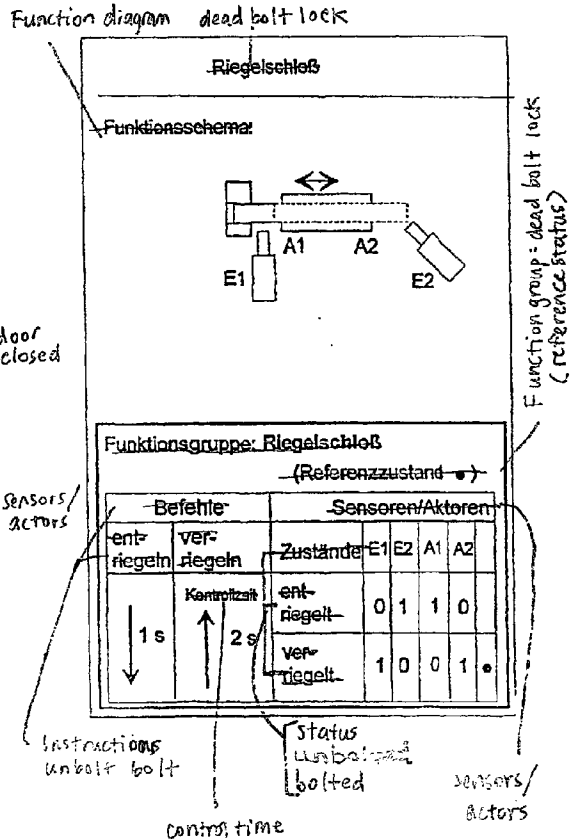 Function diagram dead bolt lock
Riegelschloß
Funktionsschema:
A1 A2
E1
E2
door
closed
Function group = dead bolt lock
(reference status)
Funktionsgruppe: Riegelschloß
(Referenzzustand •)
sensors/
actors
Befehle Sensoren/Aktoren
ent-
riegeln
ver-
riegeln
Zustände E1 E2 A1 A2
Kontrollzeit
1 s
2 s
ent-
riegelt
0 1 1 0
ver-
riegelt
1 0 0 1 •
instructions
unbolt bolt
status
unbolted
bolted
sensors/
actors
control time